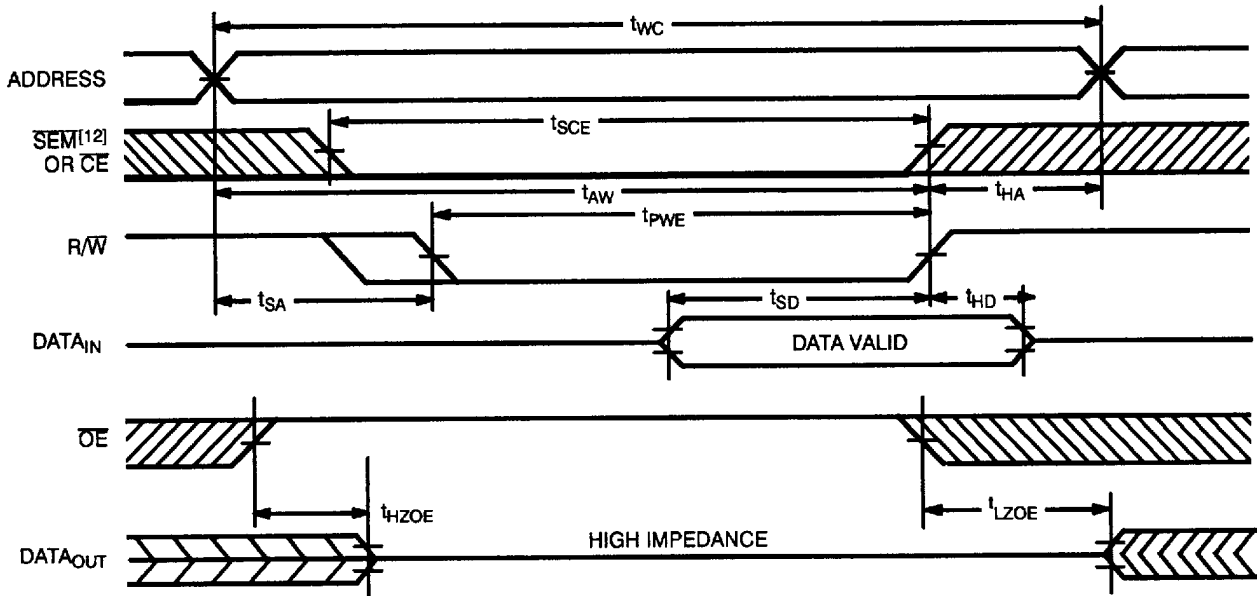 tWC
ADDRESS
tSCE
SEM[12]
OR CE
tAW
tHA
tPWE
R/W
tSA
tSD
tHD
DATAIN
DATA VALID
OE
tHZOE
tLZOE
HIGH IMPEDANCE
DATAOUT